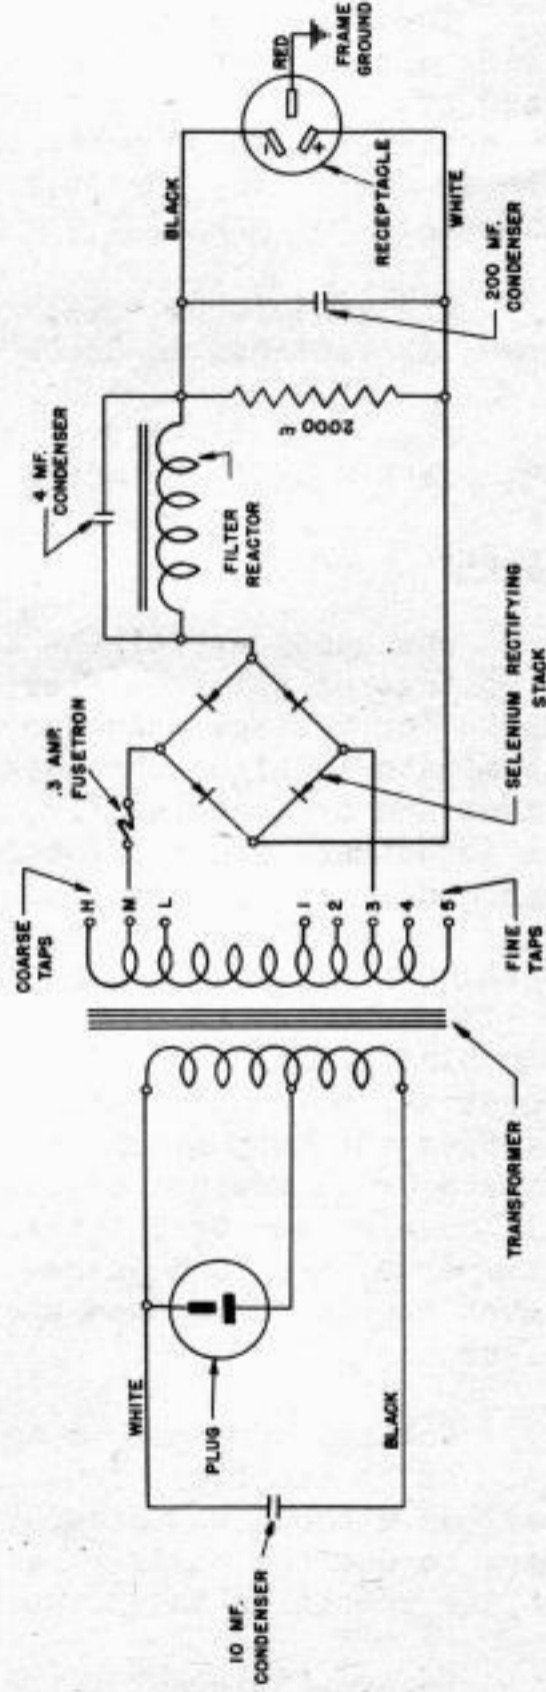 10 MF.
CONDENSER
WHITE
PLUG
BLACK
TRANSFORMER
COARSE
TAPS
H
M
L
1
2
3
4
5
FINE
TAPS
.3 AMP.
FUSETRON
SELENIUM RECTIFYING
STACK
4 MF.
CONDENSER
FILTER
REACTOR
2000 ω
BLACK
RECEPTAGLE
WHITE
200 MF.
CONDENSER
-
+
RED
FRAME
GROUND